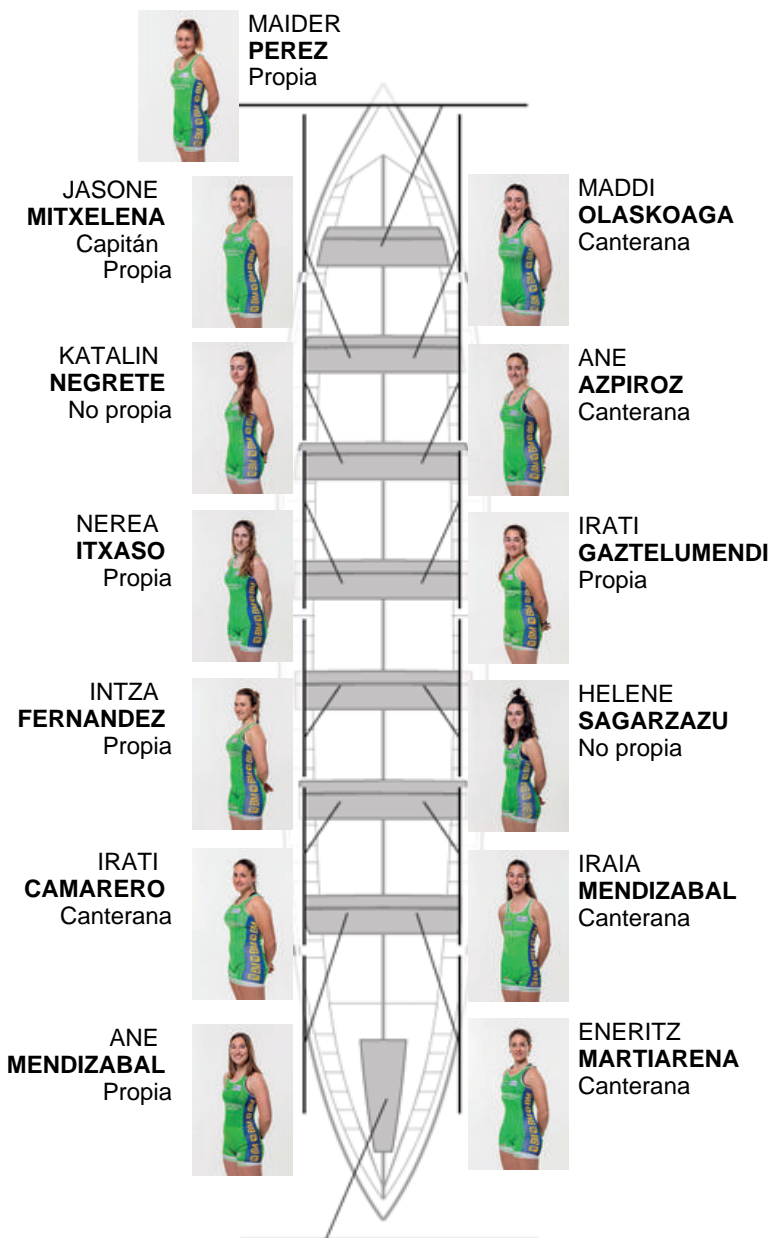 MAIDER
PEREZ
Propia
JASONE
MITXELENA
Capitán
Propia
MADDI
OLASKOAGA
Canterana
KATALIN
NEGRETE
No propia
ANE
AZPIROZ
Canterana
NEREA
ITXASO
Propia
IRATI
GAZTELUMENDI
Propia
INTZA
FERNANDEZ
Propia
HELENE
SAGARZAZU
No propia
IRATI
CAMARERO
Canterana
IRAIA
MENDIZABAL
Canterana
ANE
MENDIZABAL
Propia
ENERITZ
MARTIARENA
Canterana